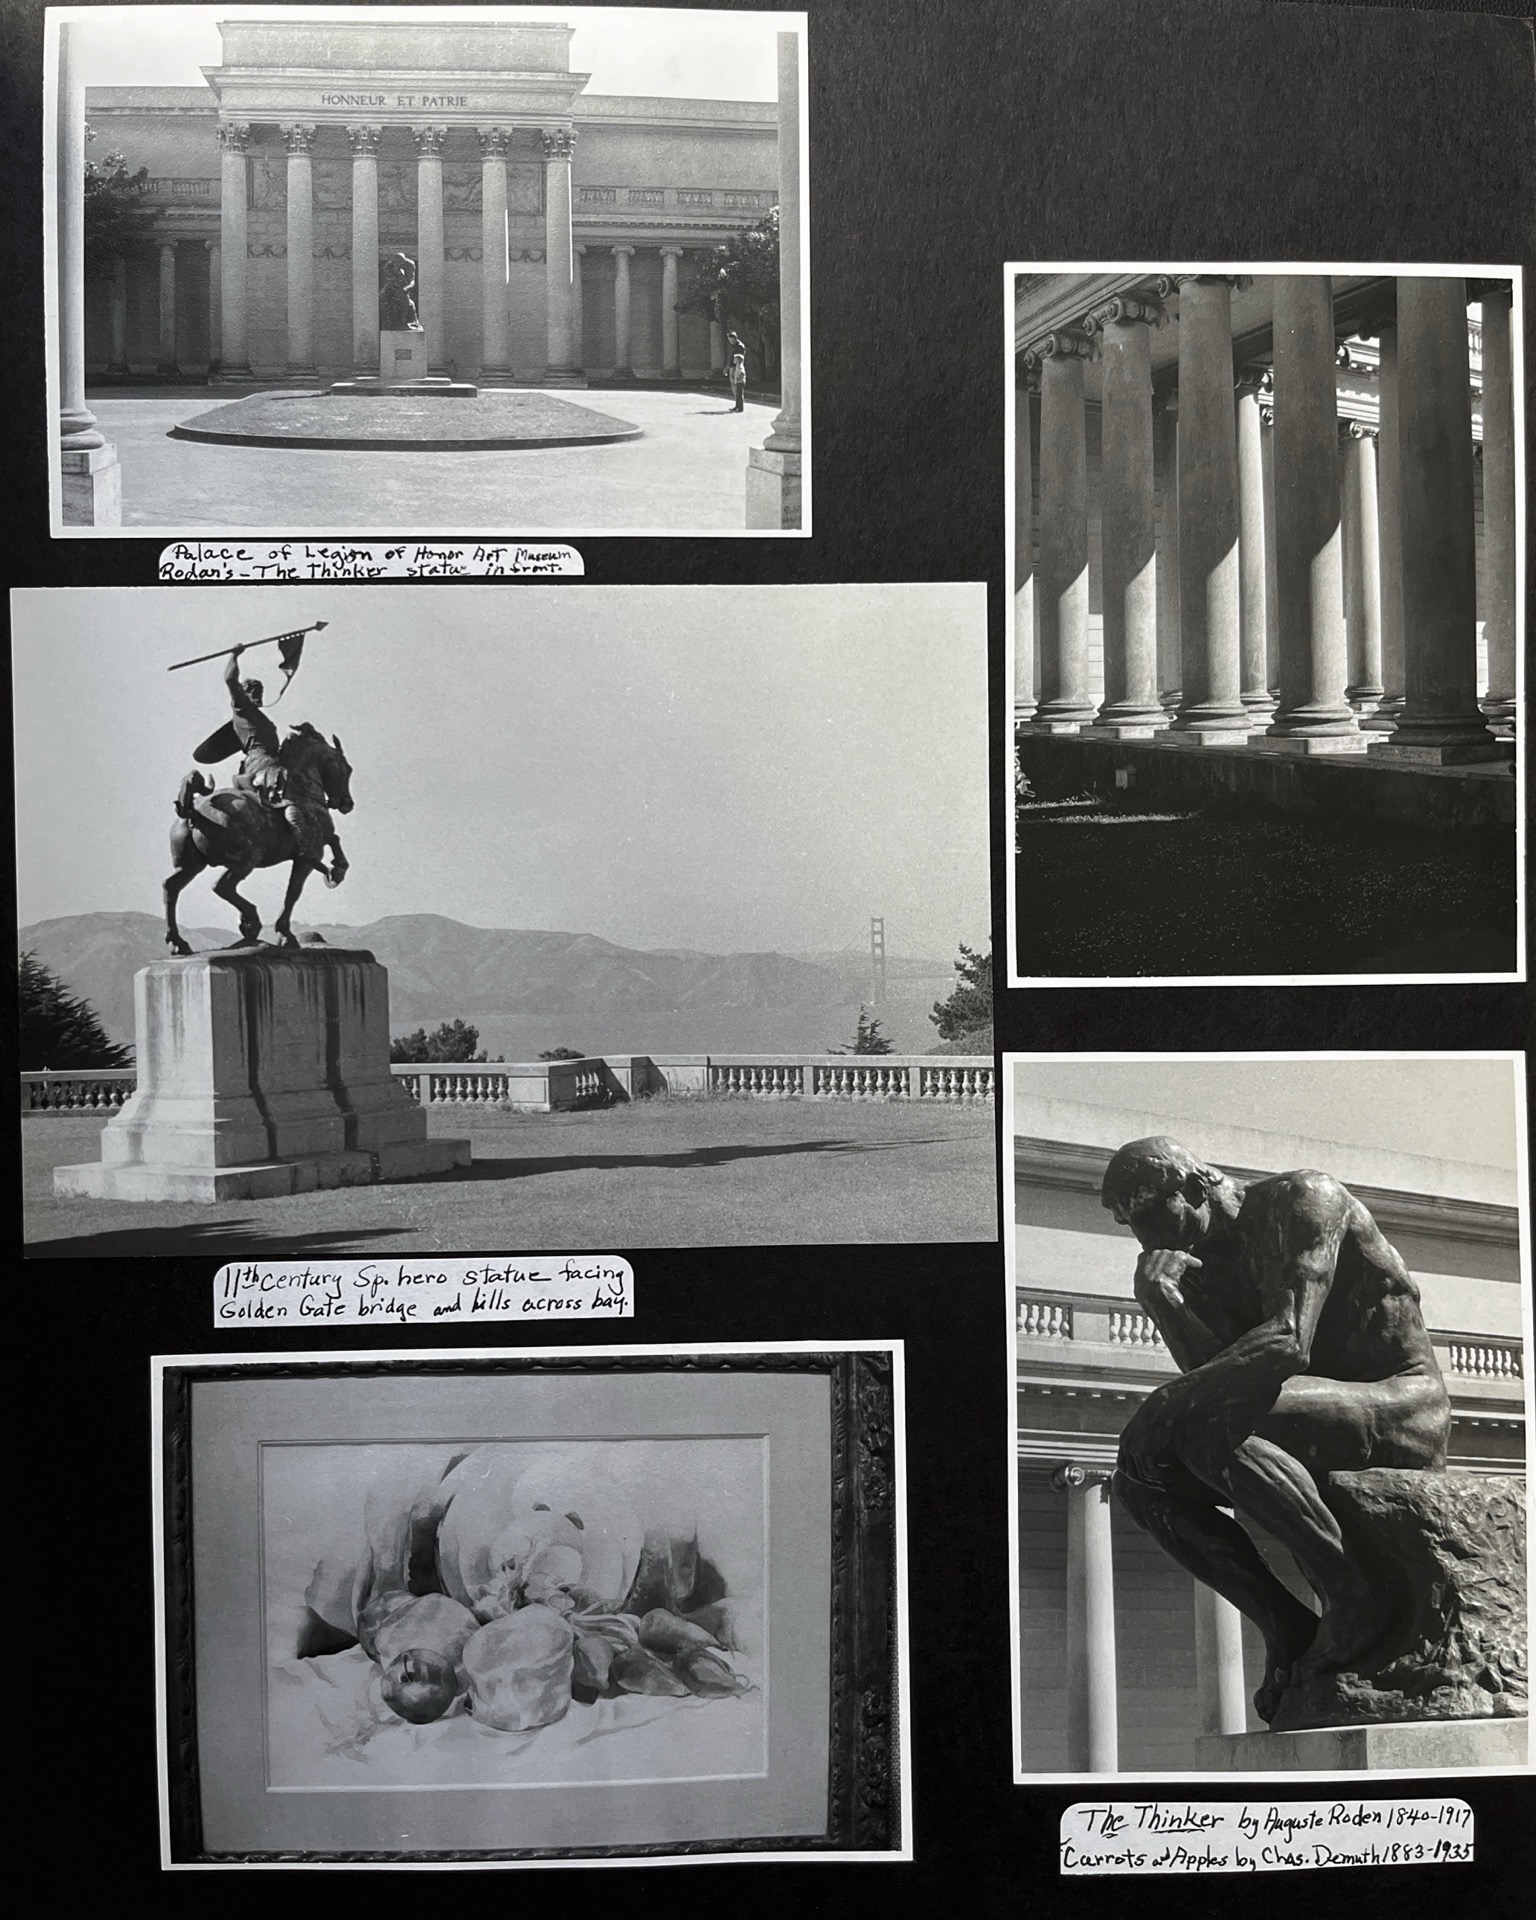 HONNEUR ET PATRIE
Palace of Legion of Honor Art Museum
Rodan's - The Thinker statue in front.
11th century Sp. hero statue facing
Golden Gate bridge and hills across bay.
The Thinker by Auguste Roden 1840-1917
Carrots and Apples by Chas. Demuth 1883-1935